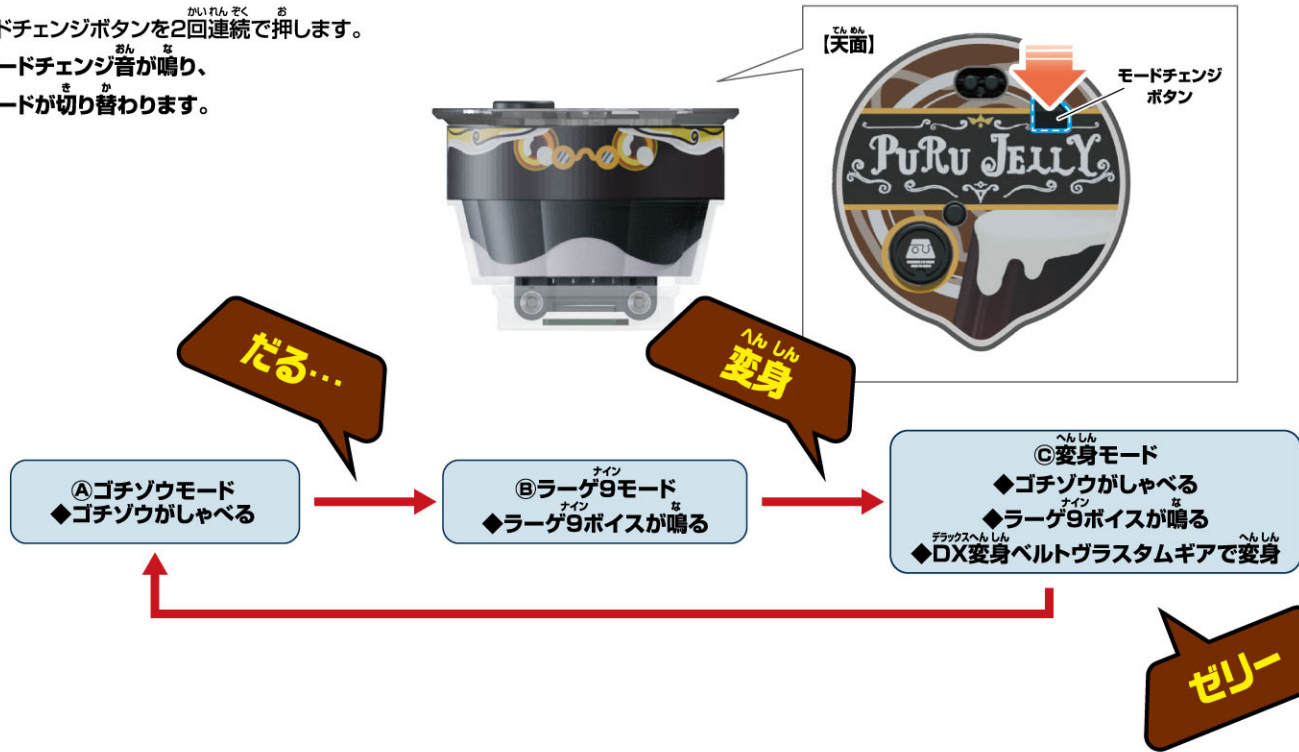 ドチェンジボタンを2回連続で押します。
ードチェンジ音が鳴り、
ードが切り替わります。
【天面】
モードチェンジ
ボタン
PURU JELLY
だる…
変身
Ⓐゴチゾウモード
◆ゴチゾウがしゃべる
Ⓑラーゲ9モード
◆ラーゲ9ボイスが鳴る
Ⓒ変身モード
◆ゴチゾウがしゃべる
◆ラーゲ9ボイスが鳴る
◆DX変身ベルトヴラスタムギアで変身
ゼリー